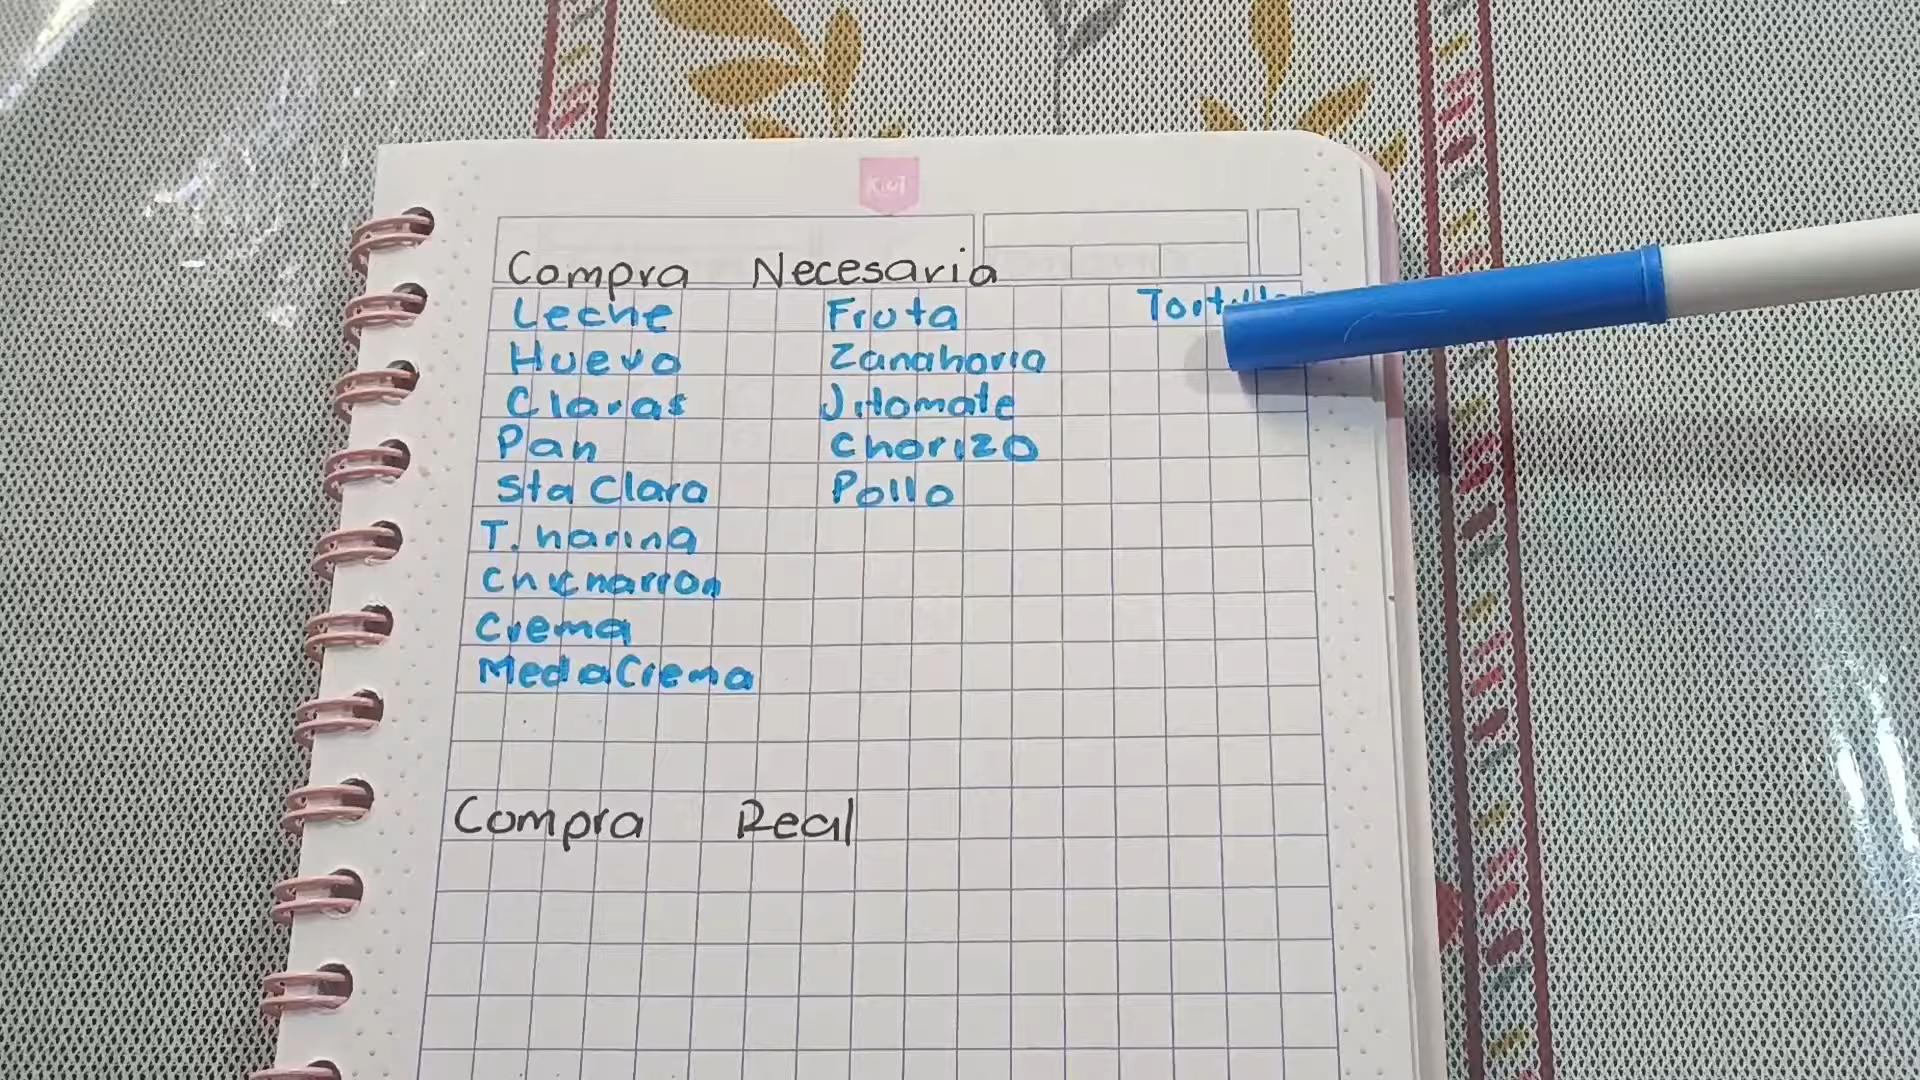 Kiut
Compra Necesaria
Leche
Huevo
Claras
Pan
Sta Clara
T. harina
Chicharron
Crema
MediaCrema
Fruta
Zanahoria
Jitomate
Chorizo
Pollo
Compra Real